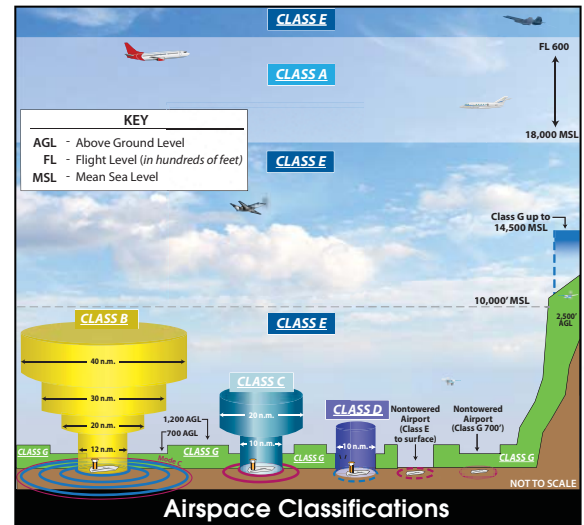 CLASS E
FL 600
CLASS A
18,000 MSL
KEY
AGL - Above Ground Level
FL - Flight Level (in hundreds of feet)
MSL - Mean Sea Level
CLASS E
Class G up to
14,500 MSL
10,000' MSL
2,500'
AGL
CLASS B
CLASS E
40 n.m.
30 n.m.
20 n.m.
12 n.m.
Mode C
CLASS G
1,200 AGL
700 AGL
CLASS G
CLASS C
20 n.m.
10 n.m.
CLASS G
CLASS D
10 n.m.
Nontowered
Airport
(Class E
to surface)
Nontowered
Airport
(Class G 700')
CLASS G
NOT TO SCALE
Airspace Classifications